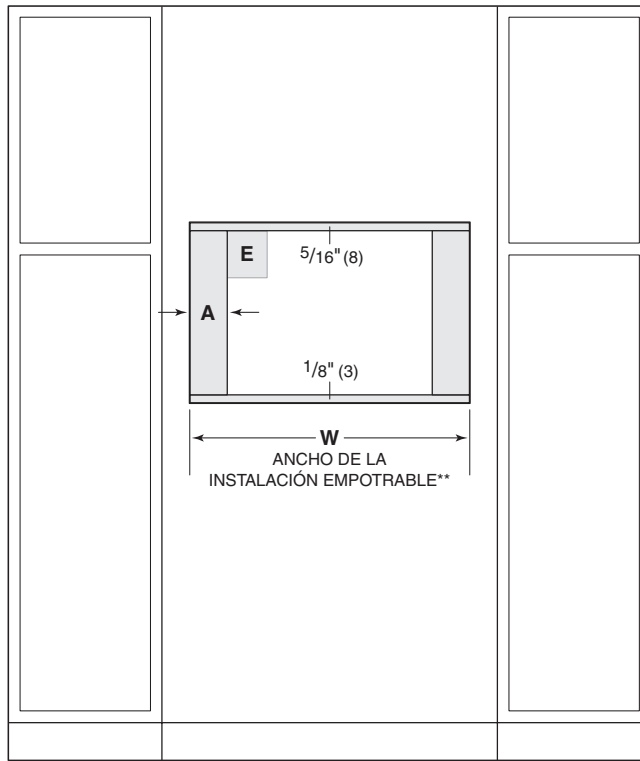 E
5/16" (8)
A
1/8" (3)
W
ANCHO DE LA
INSTALACIÓN EMPOTRABLE**